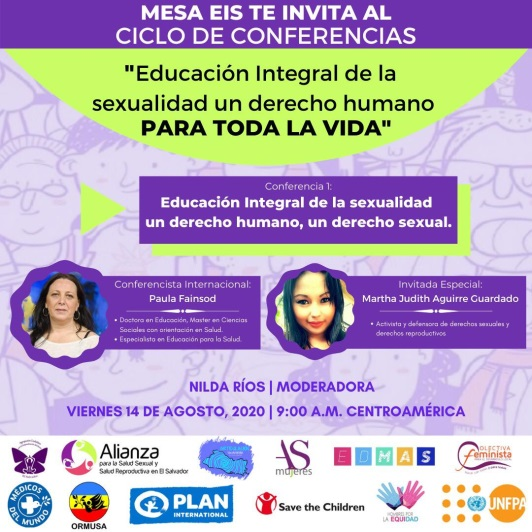 MESA EIS TE INVITA AL
CICLO DE CONFERENCIAS
"Educación Integral de la
sexualidad un derecho humano
PARA TODA LA VIDA"
Conferencia 1:
Educación Integral de la sexualidad
un derecho humano, un derecho sexual.
Conferencista Internacional:
Paula Fainsod
• Doctora en Educación, Master en Ciencias
Sociales con orientación en Salud.
• Especialista en Educación para la Salud.
Invitada Especial:
Martha Judith Aguirre Guardado
• Activista y defensora de derechos sexuales y
derechos reproductivos
NILDA RÍOS | MODERADORA
VIERNES 14 DE AGOSTO, 2020 | 9:00 A.M. CENTROAMÉRICA
Alianza
para la Salud Sexual y
Salud Reproductiva en El Salvador
AS
mujeres
EDMAS
COLECTIVA
feminista
MÉDICOS
DEL MUNDO
ORMUSA
PLAN
INTERNATIONAL
Save the Children
HOMBRES POR
LA EQUIDAD
UNFPA